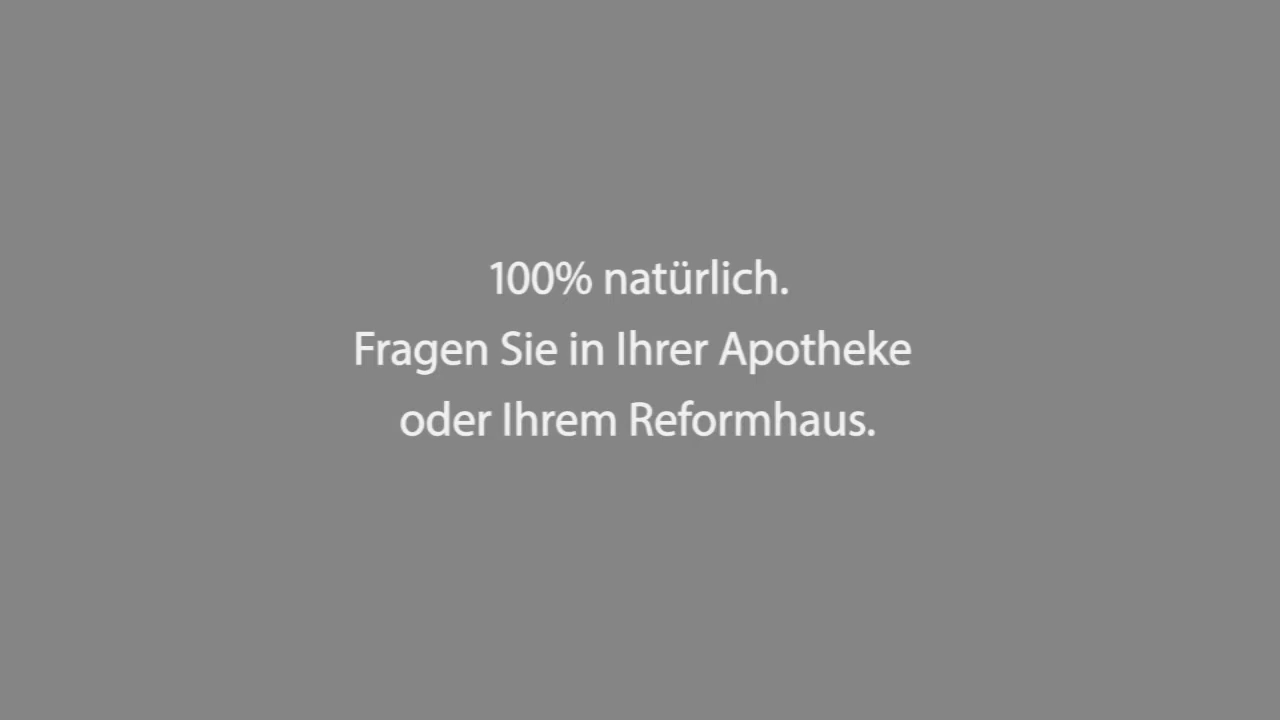 100% natürlich.
Fragen Sie in Ihrer Apotheke
oder Ihrem Reformhaus.